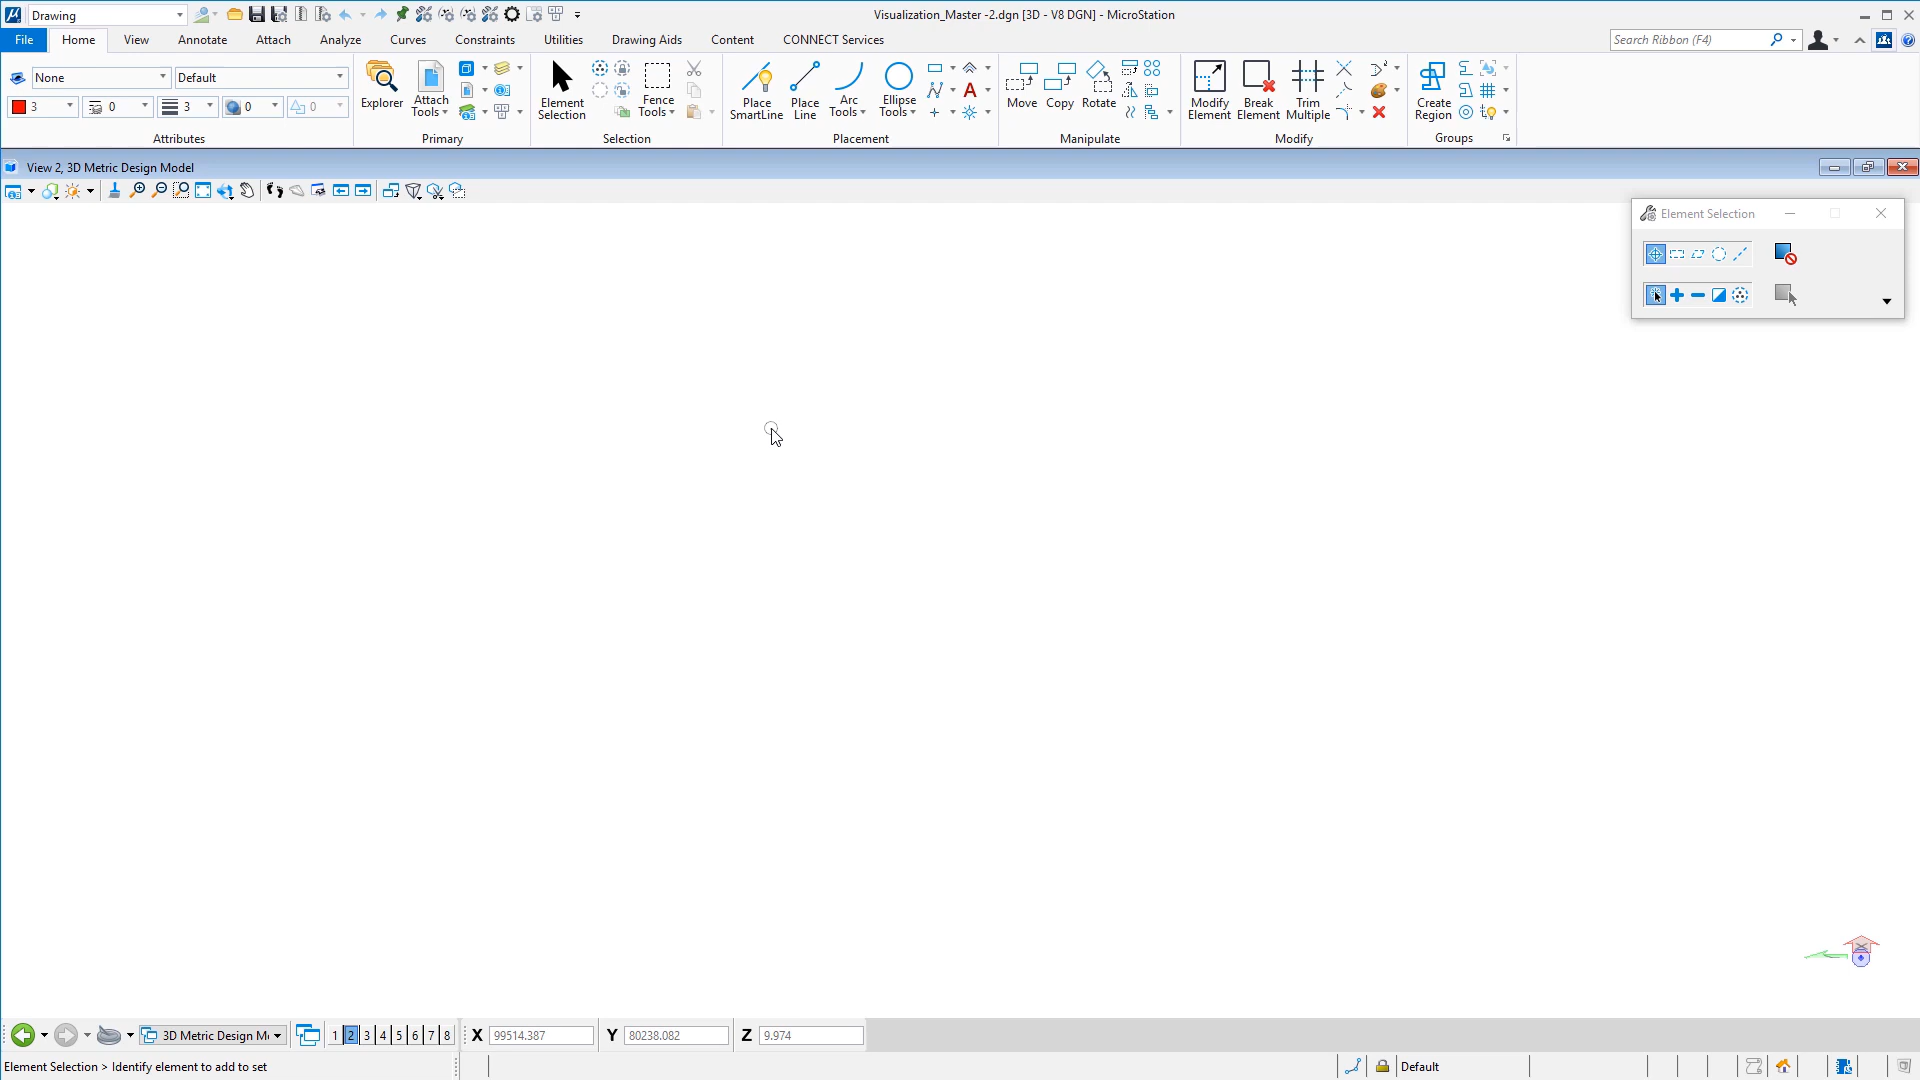 Drawing
Visualization_Master -2.dgn [3D - V8 DGN] - MicroStation
File Home View Annotate Attach Analyze Curves Constraints Utilities Drawing Aids Content CONNECT Services
Search Ribbon (F4)
None Default
3 0 3 0 0
Attributes
Explorer
Attach Tools
Primary
Element Selection
Fence Tools
Selection
Place SmartLine
Place Line
Arc Tools
Ellipse Tools
Placement
Move Copy Rotate
Manipulate
Modify Element
Break Element
Trim Multiple
Modify
Create Region
Groups
View 2, 3D Metric Design Model
Element Selection
3D Metric Design M
1 2 3 4 5 6 7 8
X 99514.387 Y 80238.082 Z 9.974
Element Selection > Identify element to add to set
Default